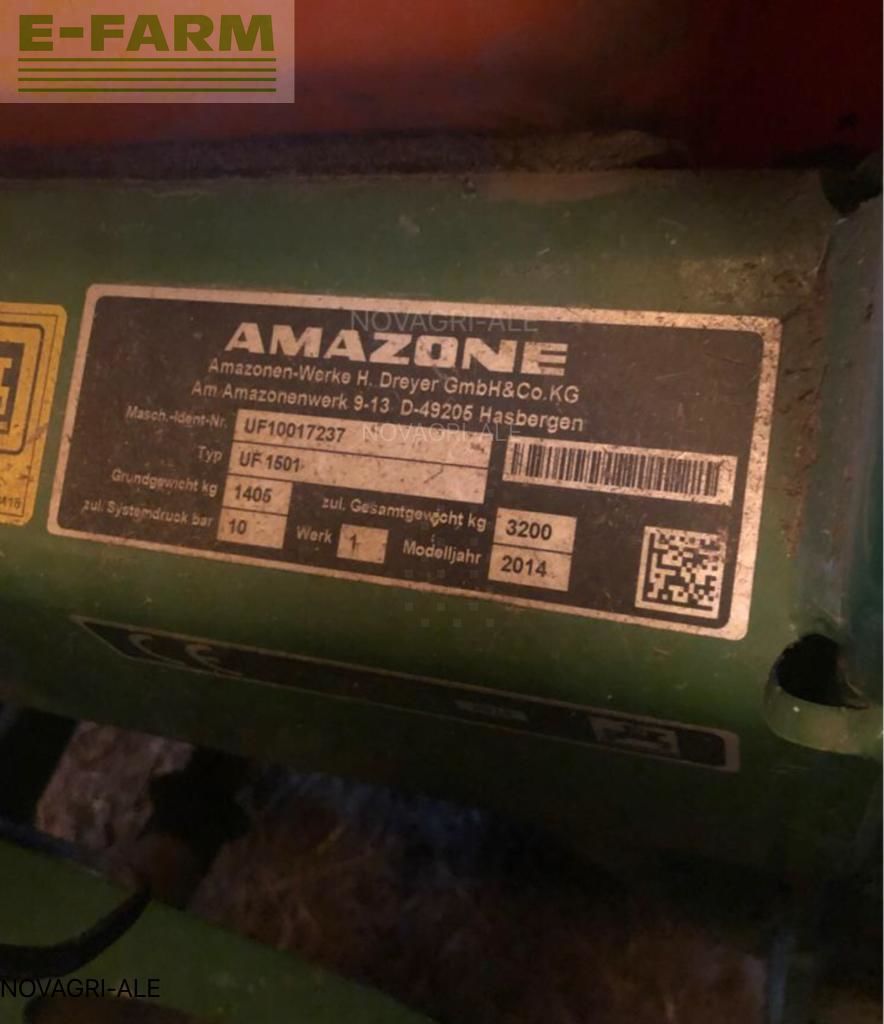 E-FARM
NOVAGRI-ALE
AMAZONE
Amazonen-Werke H. Dreyer GmbH&Co.KG
Am Amazonenwerk 9-13 D-49205 Hasbergen
NOVAGRI-ALE
Masch.-Ident-Nr. UF10017237
Typ UF 1501
Grundgewicht kg 1405 zul. Gesamtgewicht kg 3200
zul. Systemdruck bar 10 Werk 1 Modelljahr 2014
CE
NOVAGRI-ALE